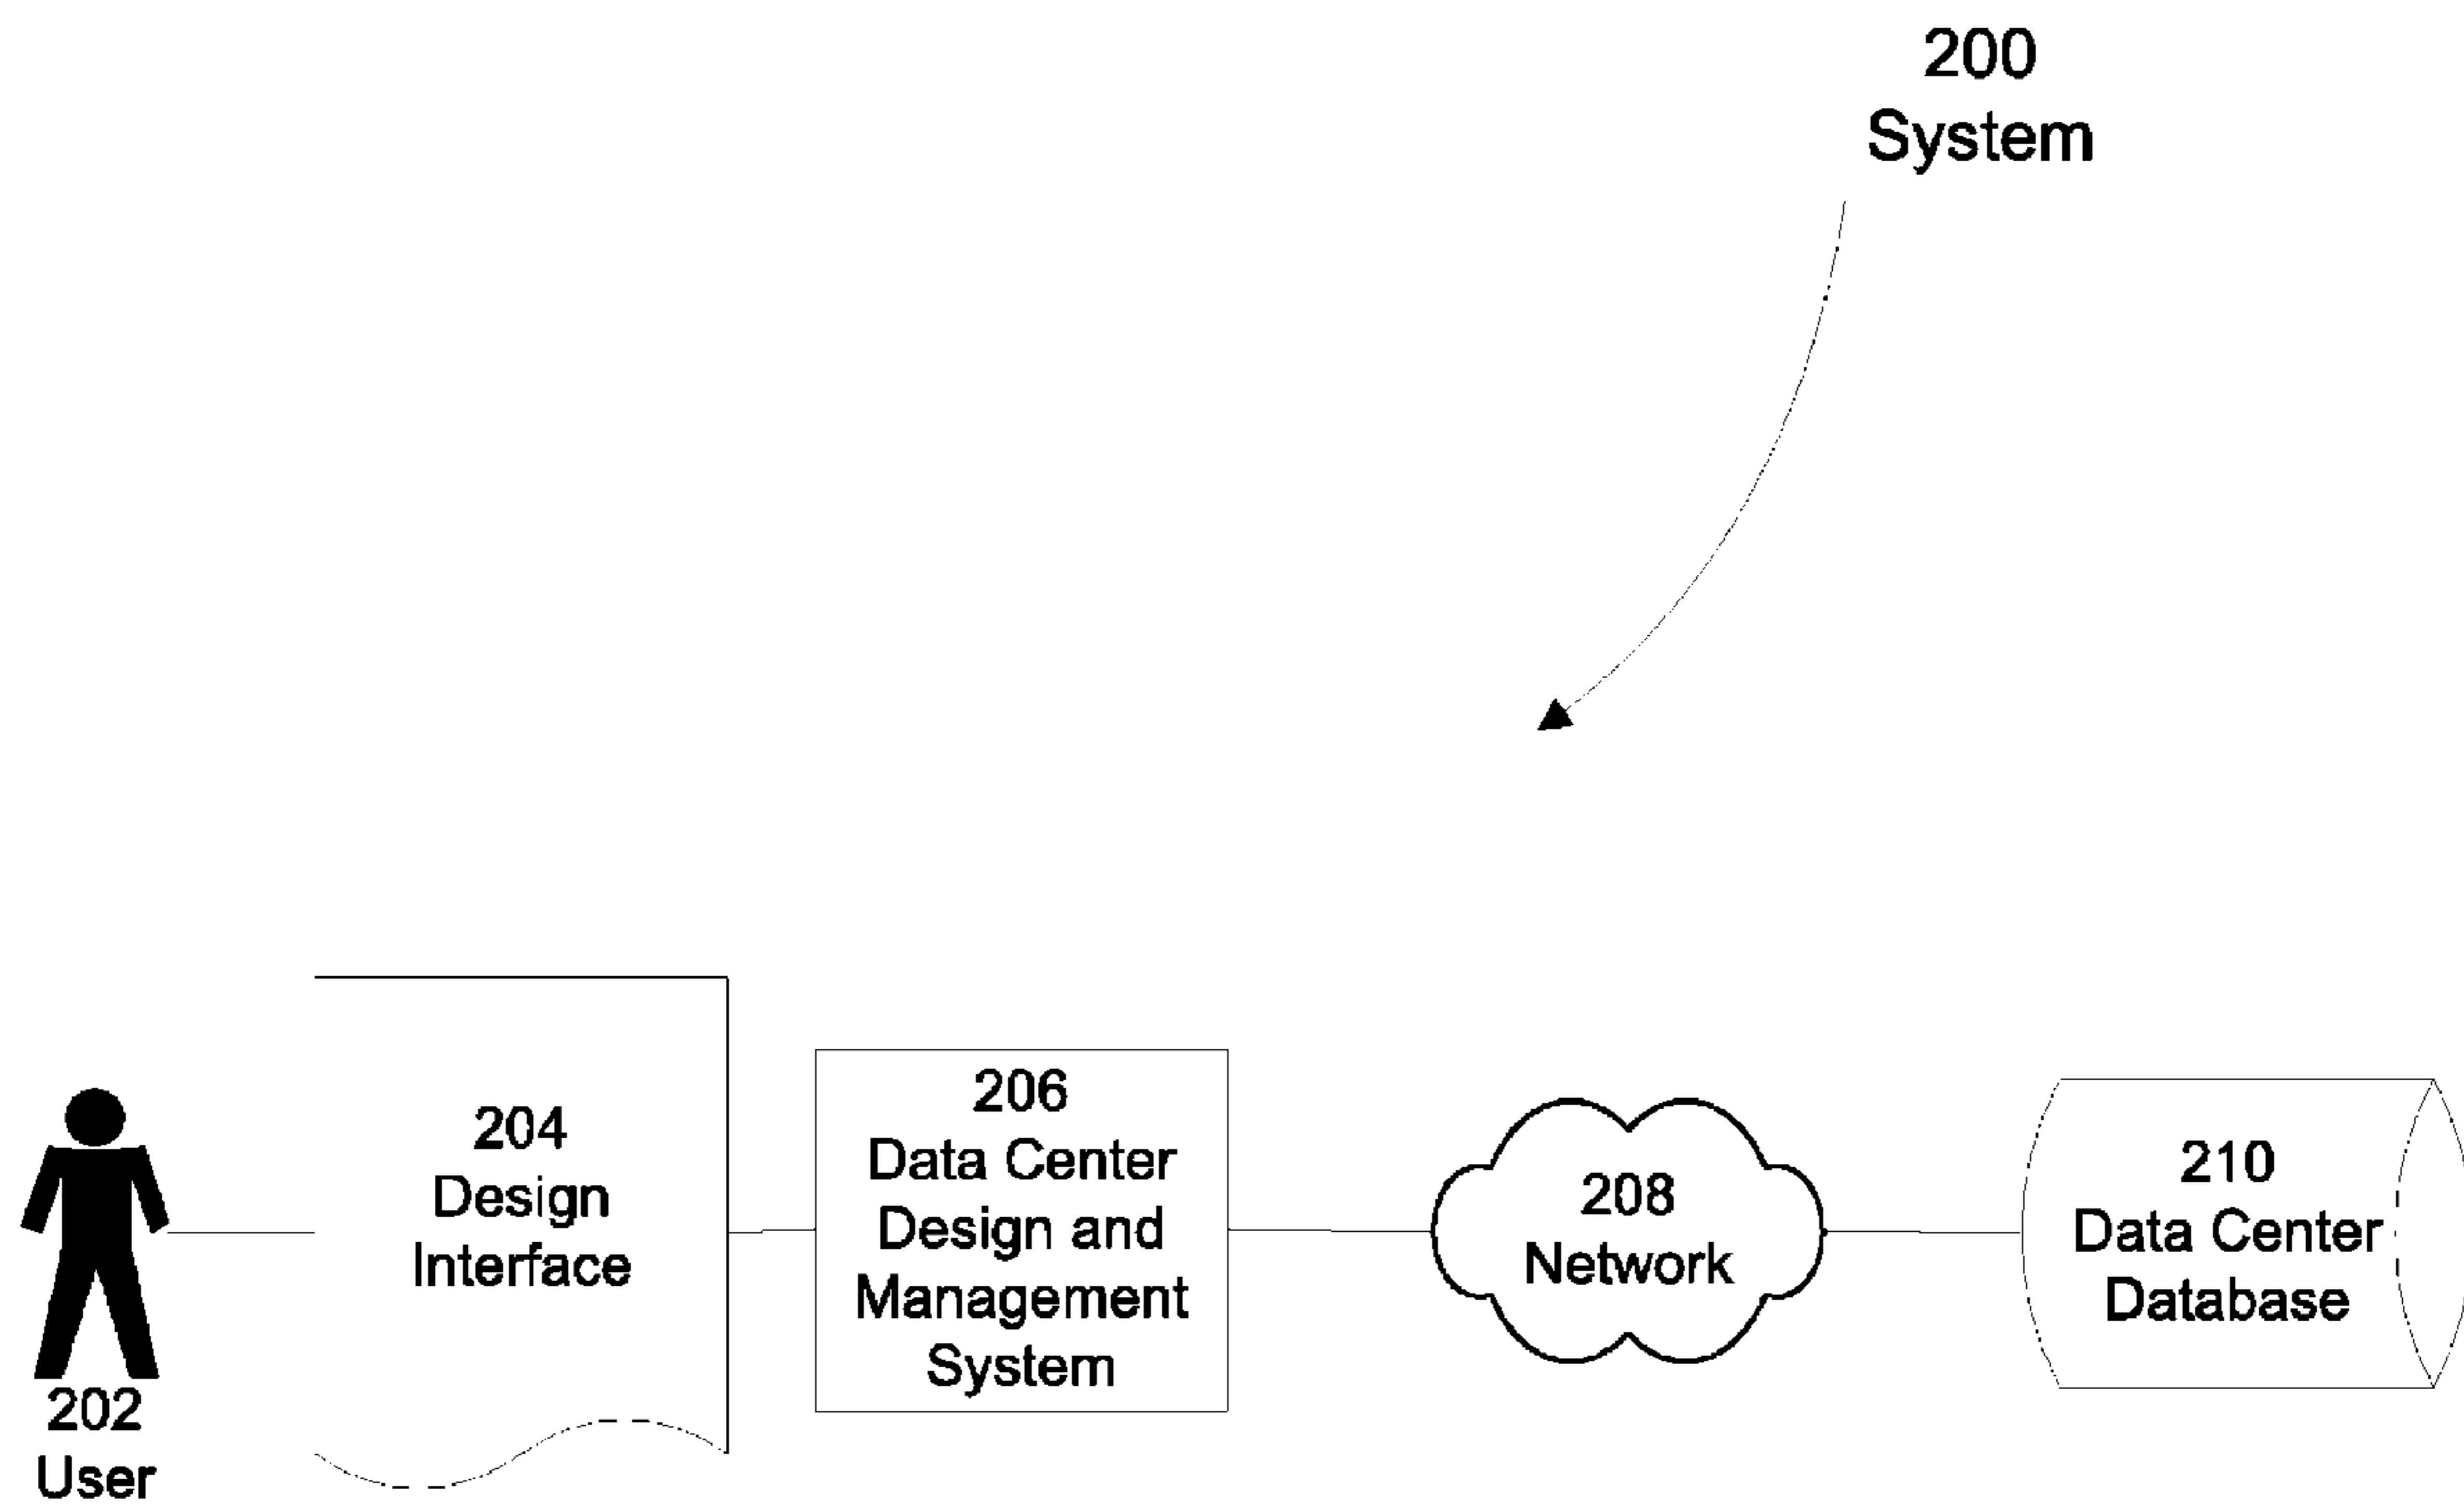 200
System
202
User
204
Design
Interface
206
Data Center
Design and
Management
System
208
Network
210
Data Center
Database